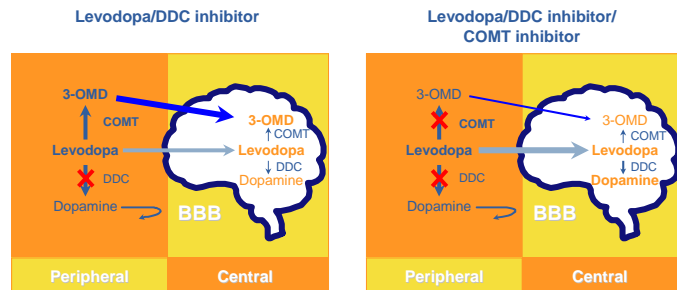 Levodopa/DDC inhibitor
3-OMD
COMT
Levodopa
DDC
Dopamine
3-OMD
COMT
Levodopa
DDC
Dopamine
BBB
Peripheral
Central
Levodopa/DDC inhibitor/
COMT inhibitor
3-OMD
COMT
Levodopa
DDC
Dopamine
3-OMD
COMT
Levodopa
DDC
Dopamine
BBB
Peripheral
Central